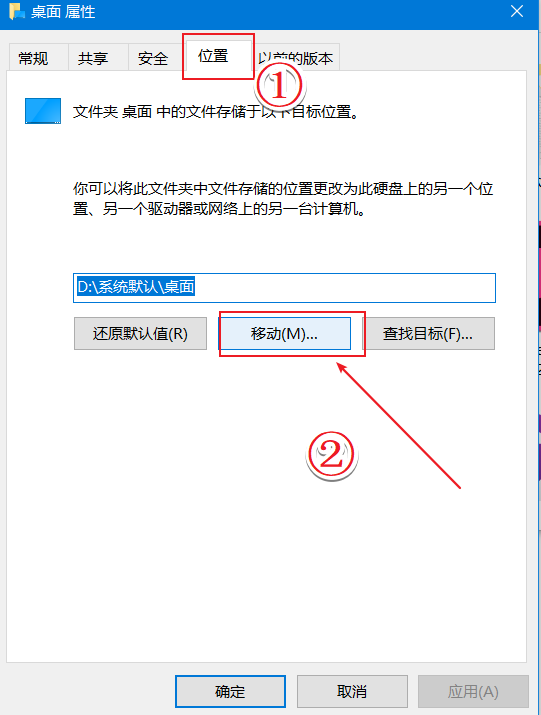 桌面 属性
常规 共享 安全 位置 以前的版本
①
文件夹 桌面 中的文件存储于以下目标位置。
你可以将此文件夹中文件存储的位置更改为此硬盘上的另一个位
置、另一个驱动器或网络上的另一台计算机。
D:\系统默认\桌面
还原默认值(R) 移动(M)... 查找目标(F)...
②
确定 取消 应用(A)